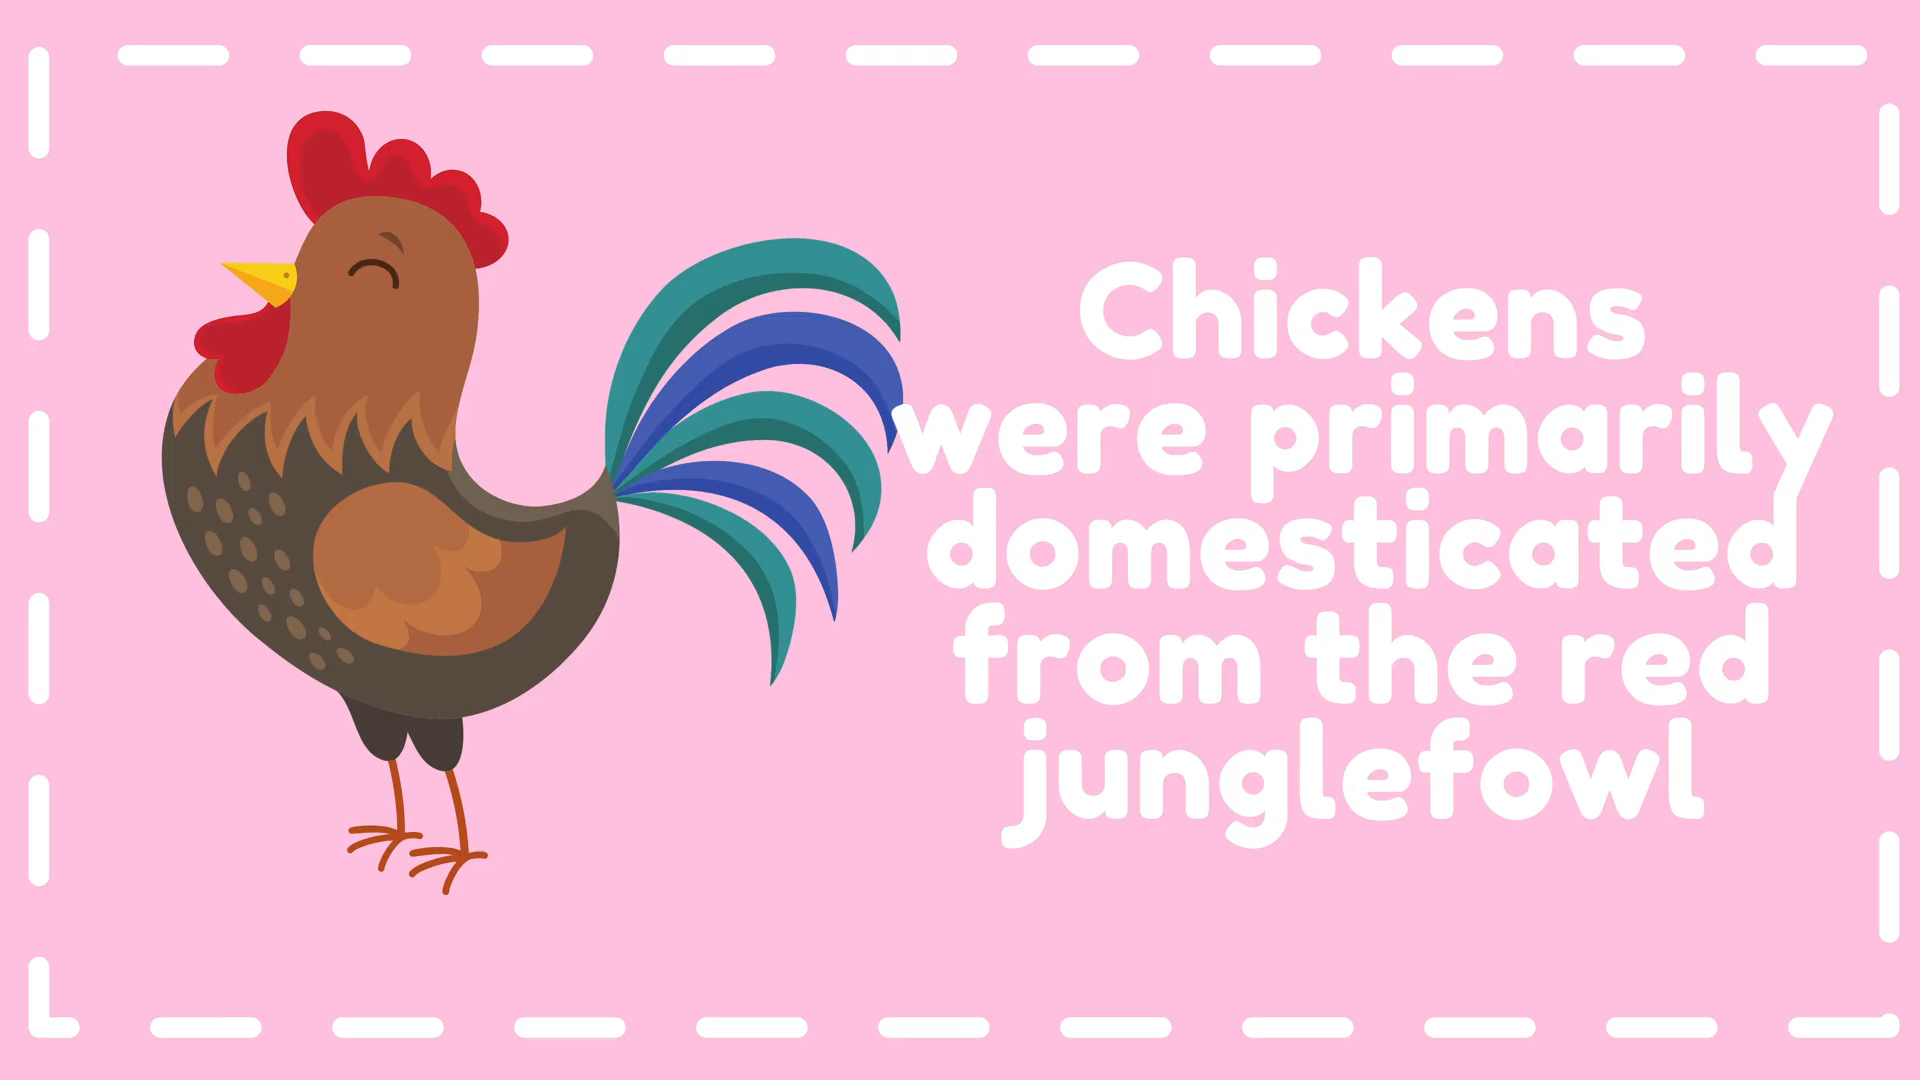 Chickens
were primarily
domesticated
from the red
junglefowl